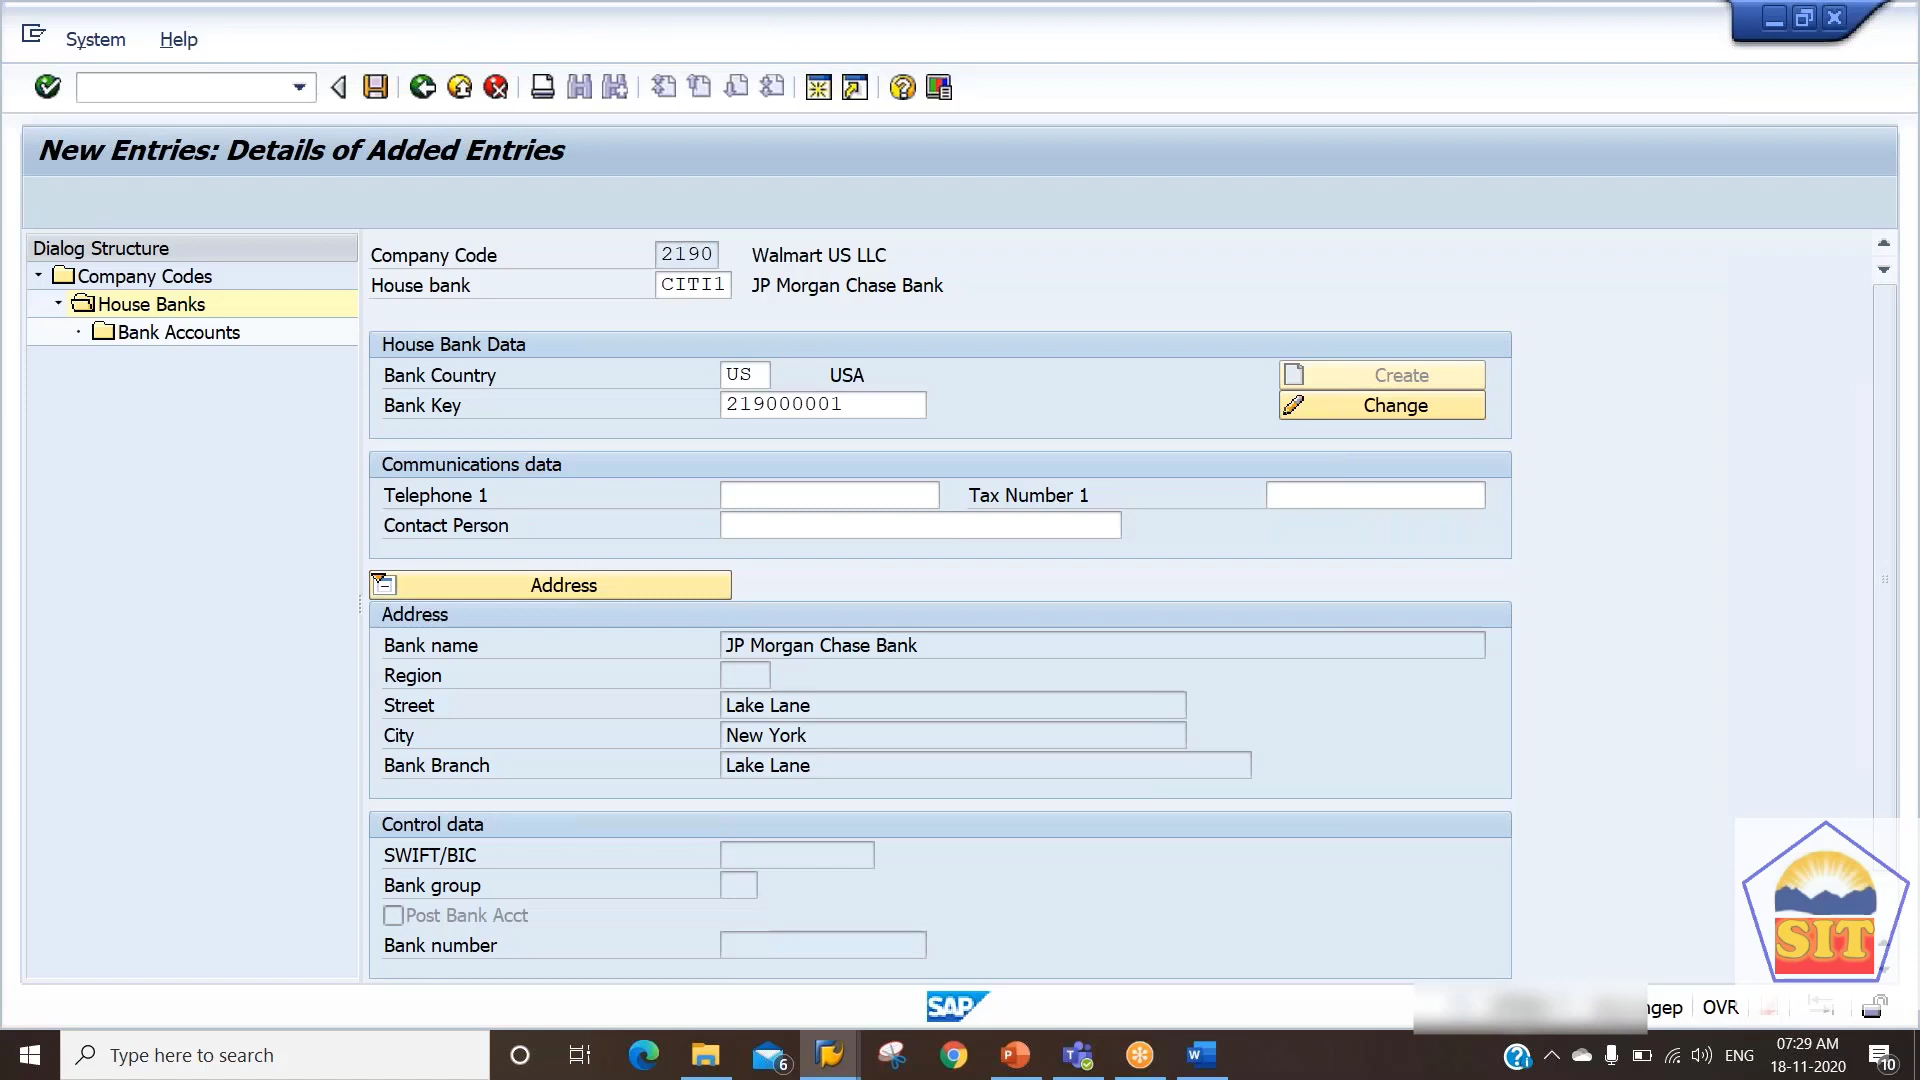 System Help
New Entries: Details of Added Entries
Dialog Structure
Company Codes
House Banks
Bank Accounts
Company Code 2190 Walmart US LLC
House bank CITI1 JP Morgan Chase Bank
House Bank Data
Bank Country US USA Create
Bank Key 219000001 Change
Communications data
Telephone 1 Tax Number 1
Contact Person
Address
Address
Bank name JP Morgan Chase Bank
Region
Street Lake Lane
City New York
Bank Branch Lake Lane
Control data
SWIFT/BIC
Bank group
Post Bank Acct
Bank number
SIT
SAP
ngep OVR
Type here to search
6
ENG
07:29 AM
18-11-2020
10